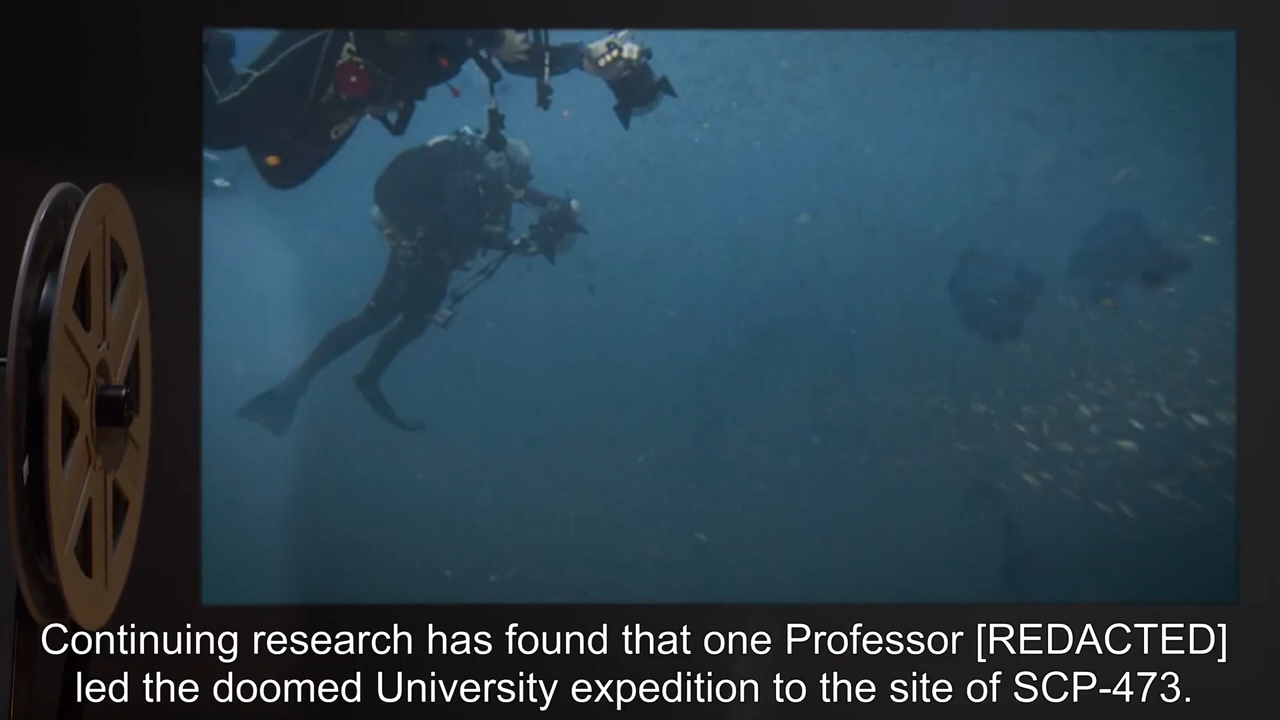 Continuing research has found that one Professor [REDACTED]
led the doomed University expedition to the site of SCP-473.